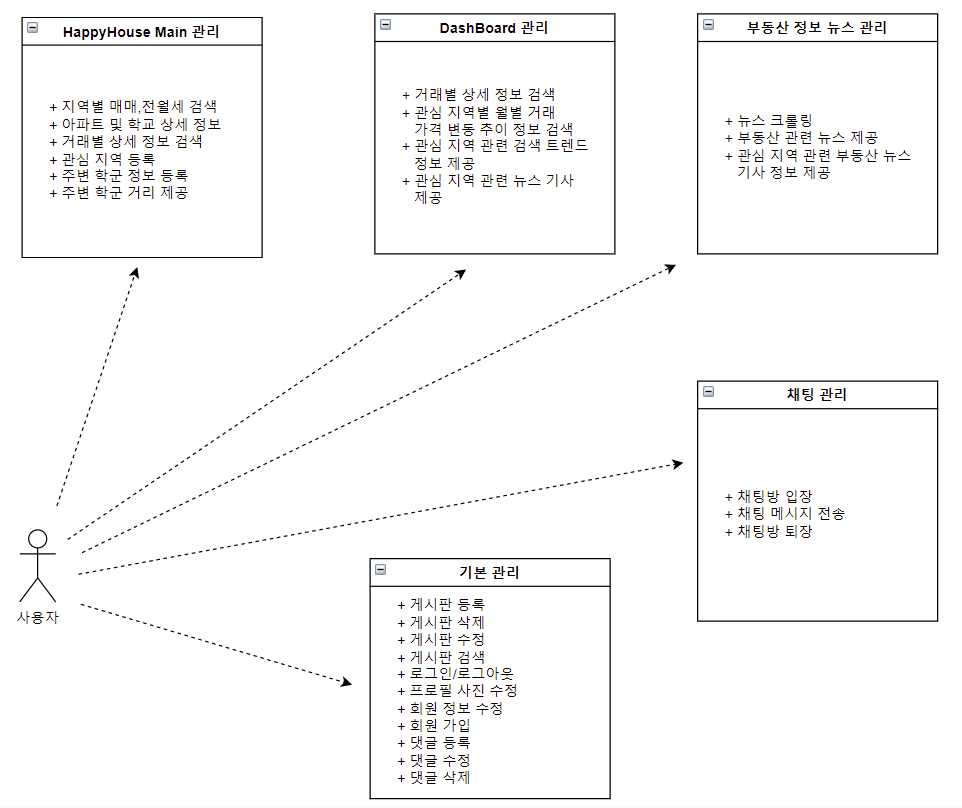 HappyHouse Main 관리
+ 지역별 매매,전월세 검색
+ 아파트 및 학교 상세 정보
+ 거래별 상세 정보 검색
+ 관심 지역 등록
+ 주변 학군 정보 등록
+ 주변 학군 거리 제공
DashBoard 관리
+ 거래별 상세 정보 검색
+ 관심 지역별 월별 거래
가격 변동 추이 정보 검색
+ 관심 지역 관련 검색 트렌드
정보 제공
+ 관심 지역 관련 뉴스 기사
제공
부동산 정보 뉴스 관리
+ 뉴스 크롤링
+ 부동산 관련 뉴스 제공
+ 관심 지역 관련 부동산 뉴스
기사 정보 제공
채팅 관리
+ 채팅방 입장
+ 채팅 메시지 전송
+ 채팅방 퇴장
사용자
기본 관리
+ 게시판 등록
+ 게시판 삭제
+ 게시판 수정
+ 게시판 검색
+ 로그인/로그아웃
+ 프로필 사진 수정
+ 회원 정보 수정
+ 회원 가입
+ 댓글 등록
+ 댓글 수정
+ 댓글 삭제